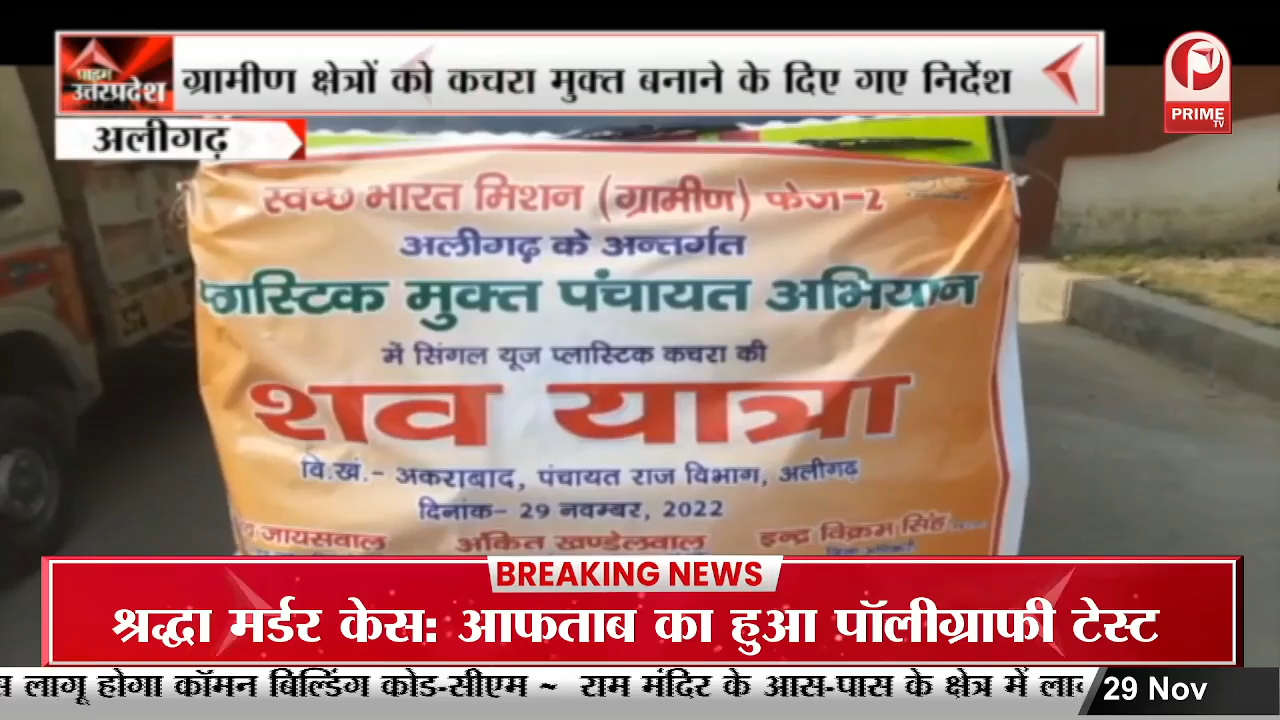 प्राइम
उत्तरप्रदेश
ग्रामीण क्षेत्रों को कचरा मुक्त बनाने के दिए गए निर्देश
PRIME
TV
अलीगढ़
स्वच्छ भारत मिशन (ग्रामीण) फेज-2
अलीगढ़ के अन्तर्गत
प्लास्टिक मुक्त पंचायत अभियान
में सिंगल यूज प्लास्टिक कचरा की
शव यात्रा
वि.खं.- अकराबाद, पंचायत राज विभाग, अलीगढ़
दिनांक- 29 नवम्बर, 2022
जायसवाल अंकित खण्डेलवाल इन्द्र विक्रम सिंह
BREAKING NEWS
श्रद्धा मर्डर केस: आफताब का हुआ पॉलीग्राफी टेस्ट
लागू होगा कॉमन बिल्डिंग कोड-सीएम ~ राम मंदिर के आस-पास के क्षेत्र में
29 Nov